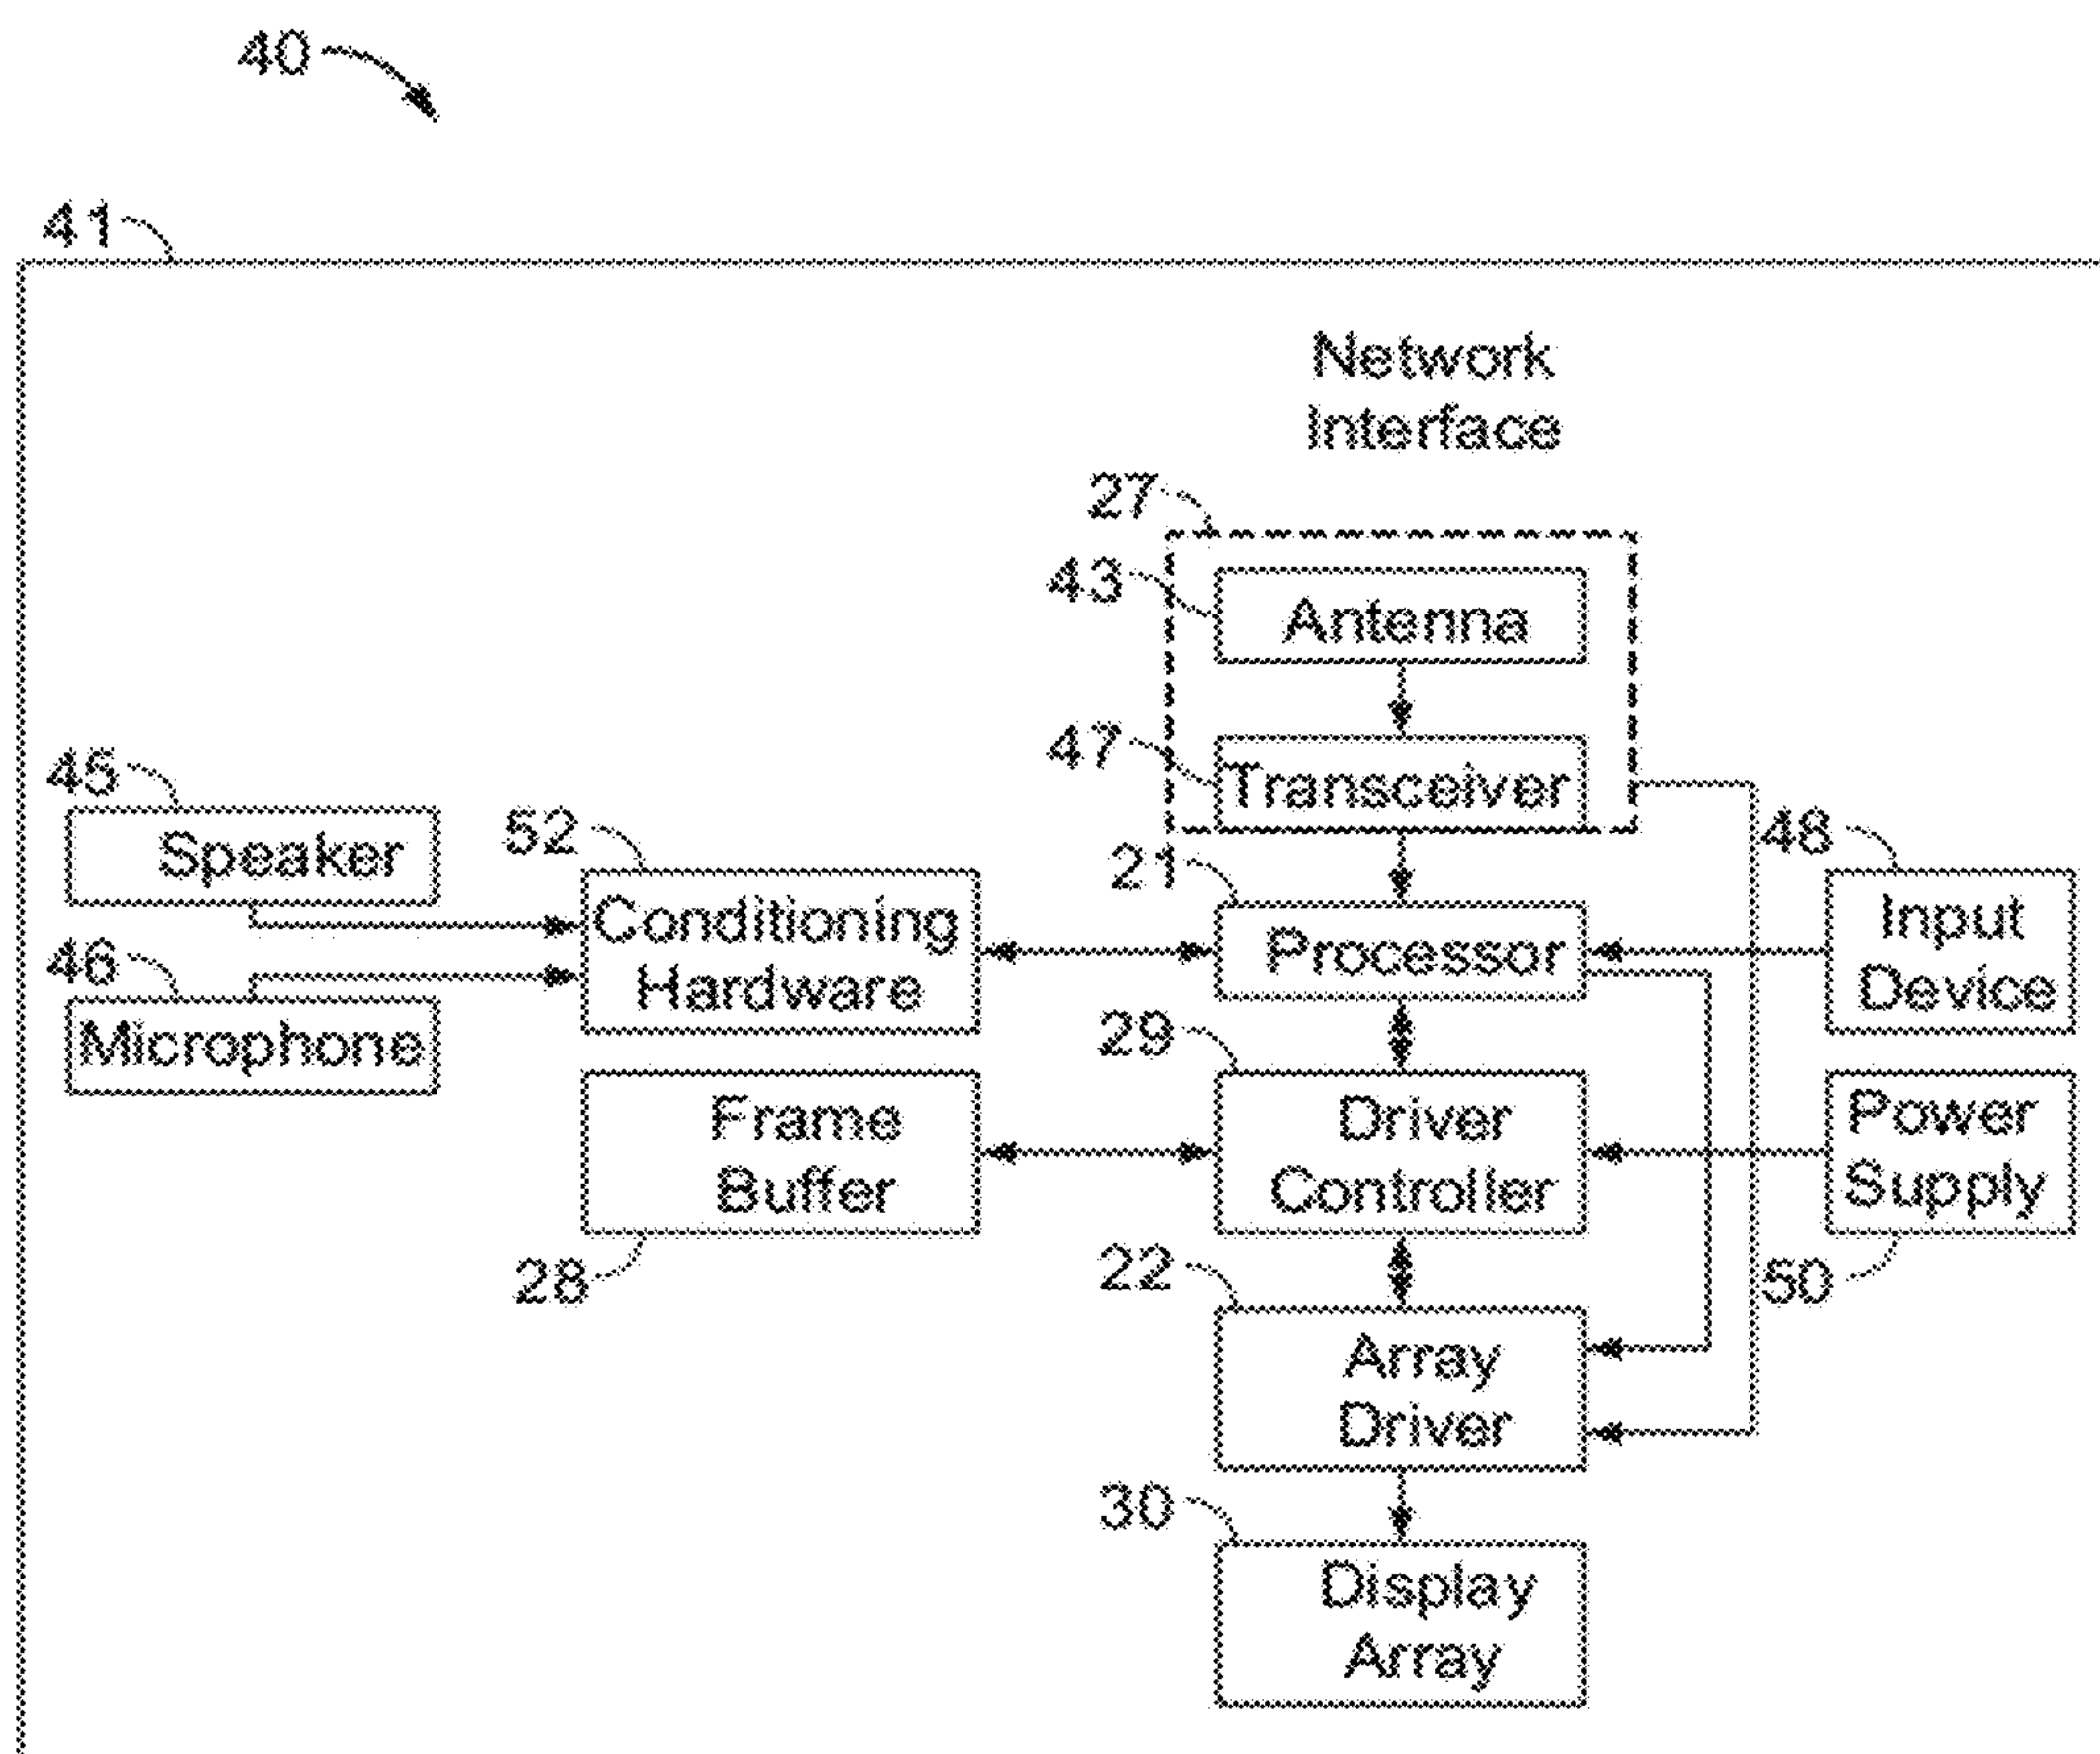 40
41
Network
Interface
27
43
Antenna
47
Transceiver
45
Speaker
52
Conditioning
Hardware
21
Processor
48
Input
Device
46
Microphone
29
Driver
Controller
Frame
Buffer
28
Power
Supply
50
22
Array
Driver
30
Display
Array